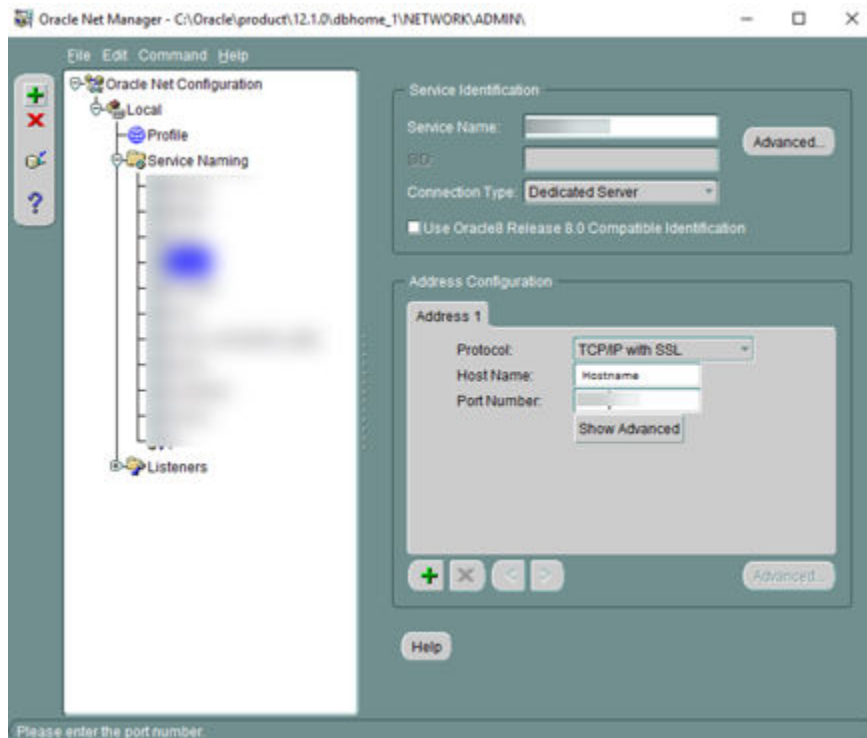 Oracle Net Manager - C:\Oracle\product\12.1.0\dbhome_1\NETWORK\ADMIN\
File Edit Command Help
Oracle Net Configuration
Local
Profile
Service Naming
Listeners
Service Identification
Service Name:
SID:
Advanced...
Connection Type: Dedicated Server
Use Oracle8 Release 8.0 Compatible Identification
Address Configuration
Address 1
Protocol: TCP/IP with SSL
Host Name: Hostname
Port Number:
Show Advanced
Advanced...
Help
Please enter the port number.